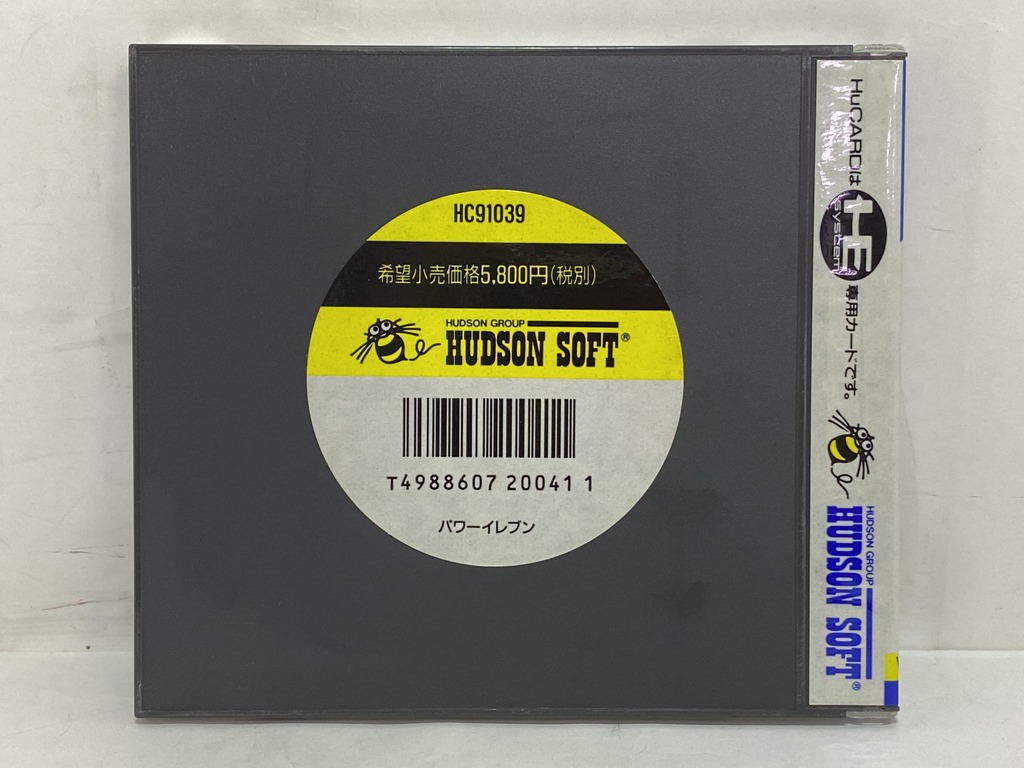 HC91039
希望小売価格5,800円(税別)
HUDSON GROUP
HUDSON SOFT®
T4988607 20041 1
パワーイレブン
HuCARDは
HE
system
専用カードです。
HUDSON GROUP
HUDSON SOFT®